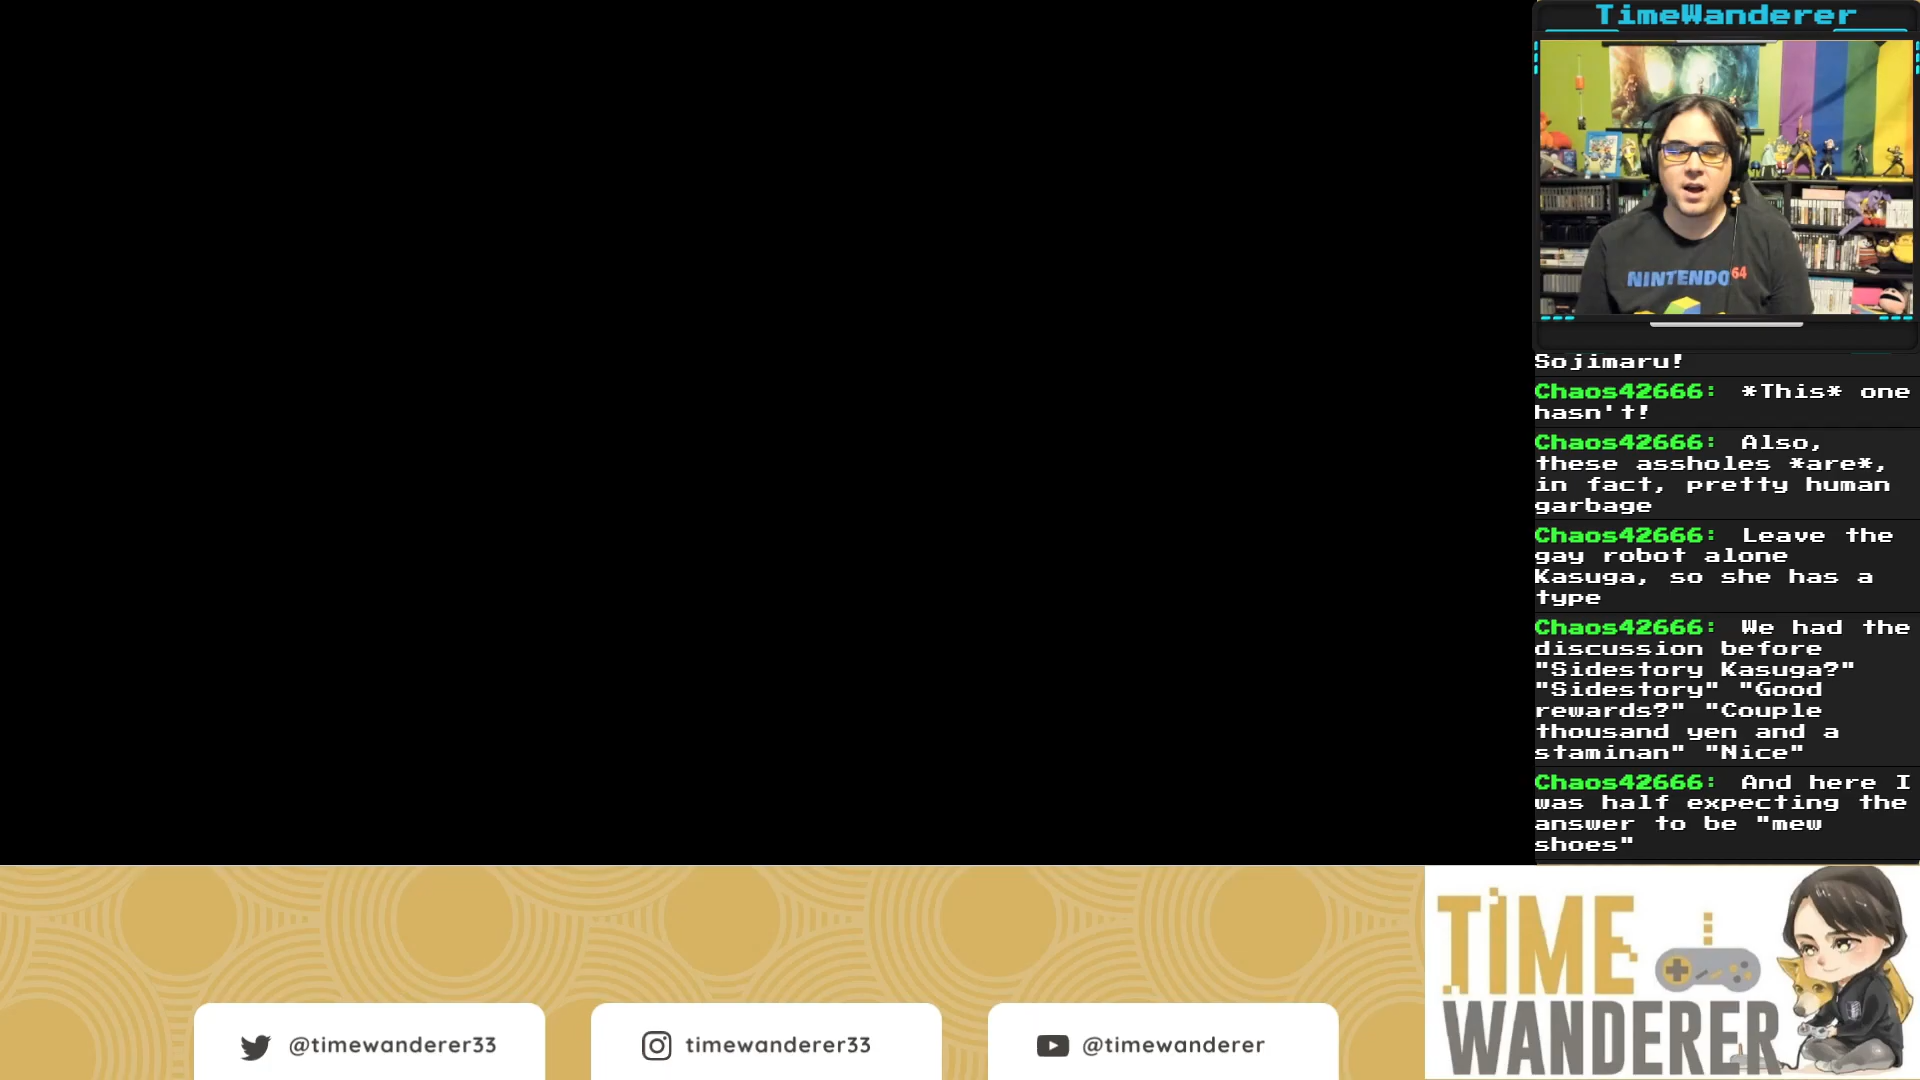 TimeWanderer
NINTENDO 64
Sojimaru!
Chaos42666: *This* one
hasn't!
Chaos42666: Also,
these assholes *are*,
in fact, pretty human
garbage
Chaos42666: Leave the
gay robot alone
Kasuga, so she has a
type
Chaos42666: We had the
discussion before
"Sidestory Kasuga?"
"Sidestory" "Good
rewards?" "Couple
thousand yen and a
staminan" "Nice"
Chaos42666: And here I
was half expecting the
answer to be "mew
shoes"
TIME
WANDERER
@timewanderer33
timewanderer33
@timewanderer